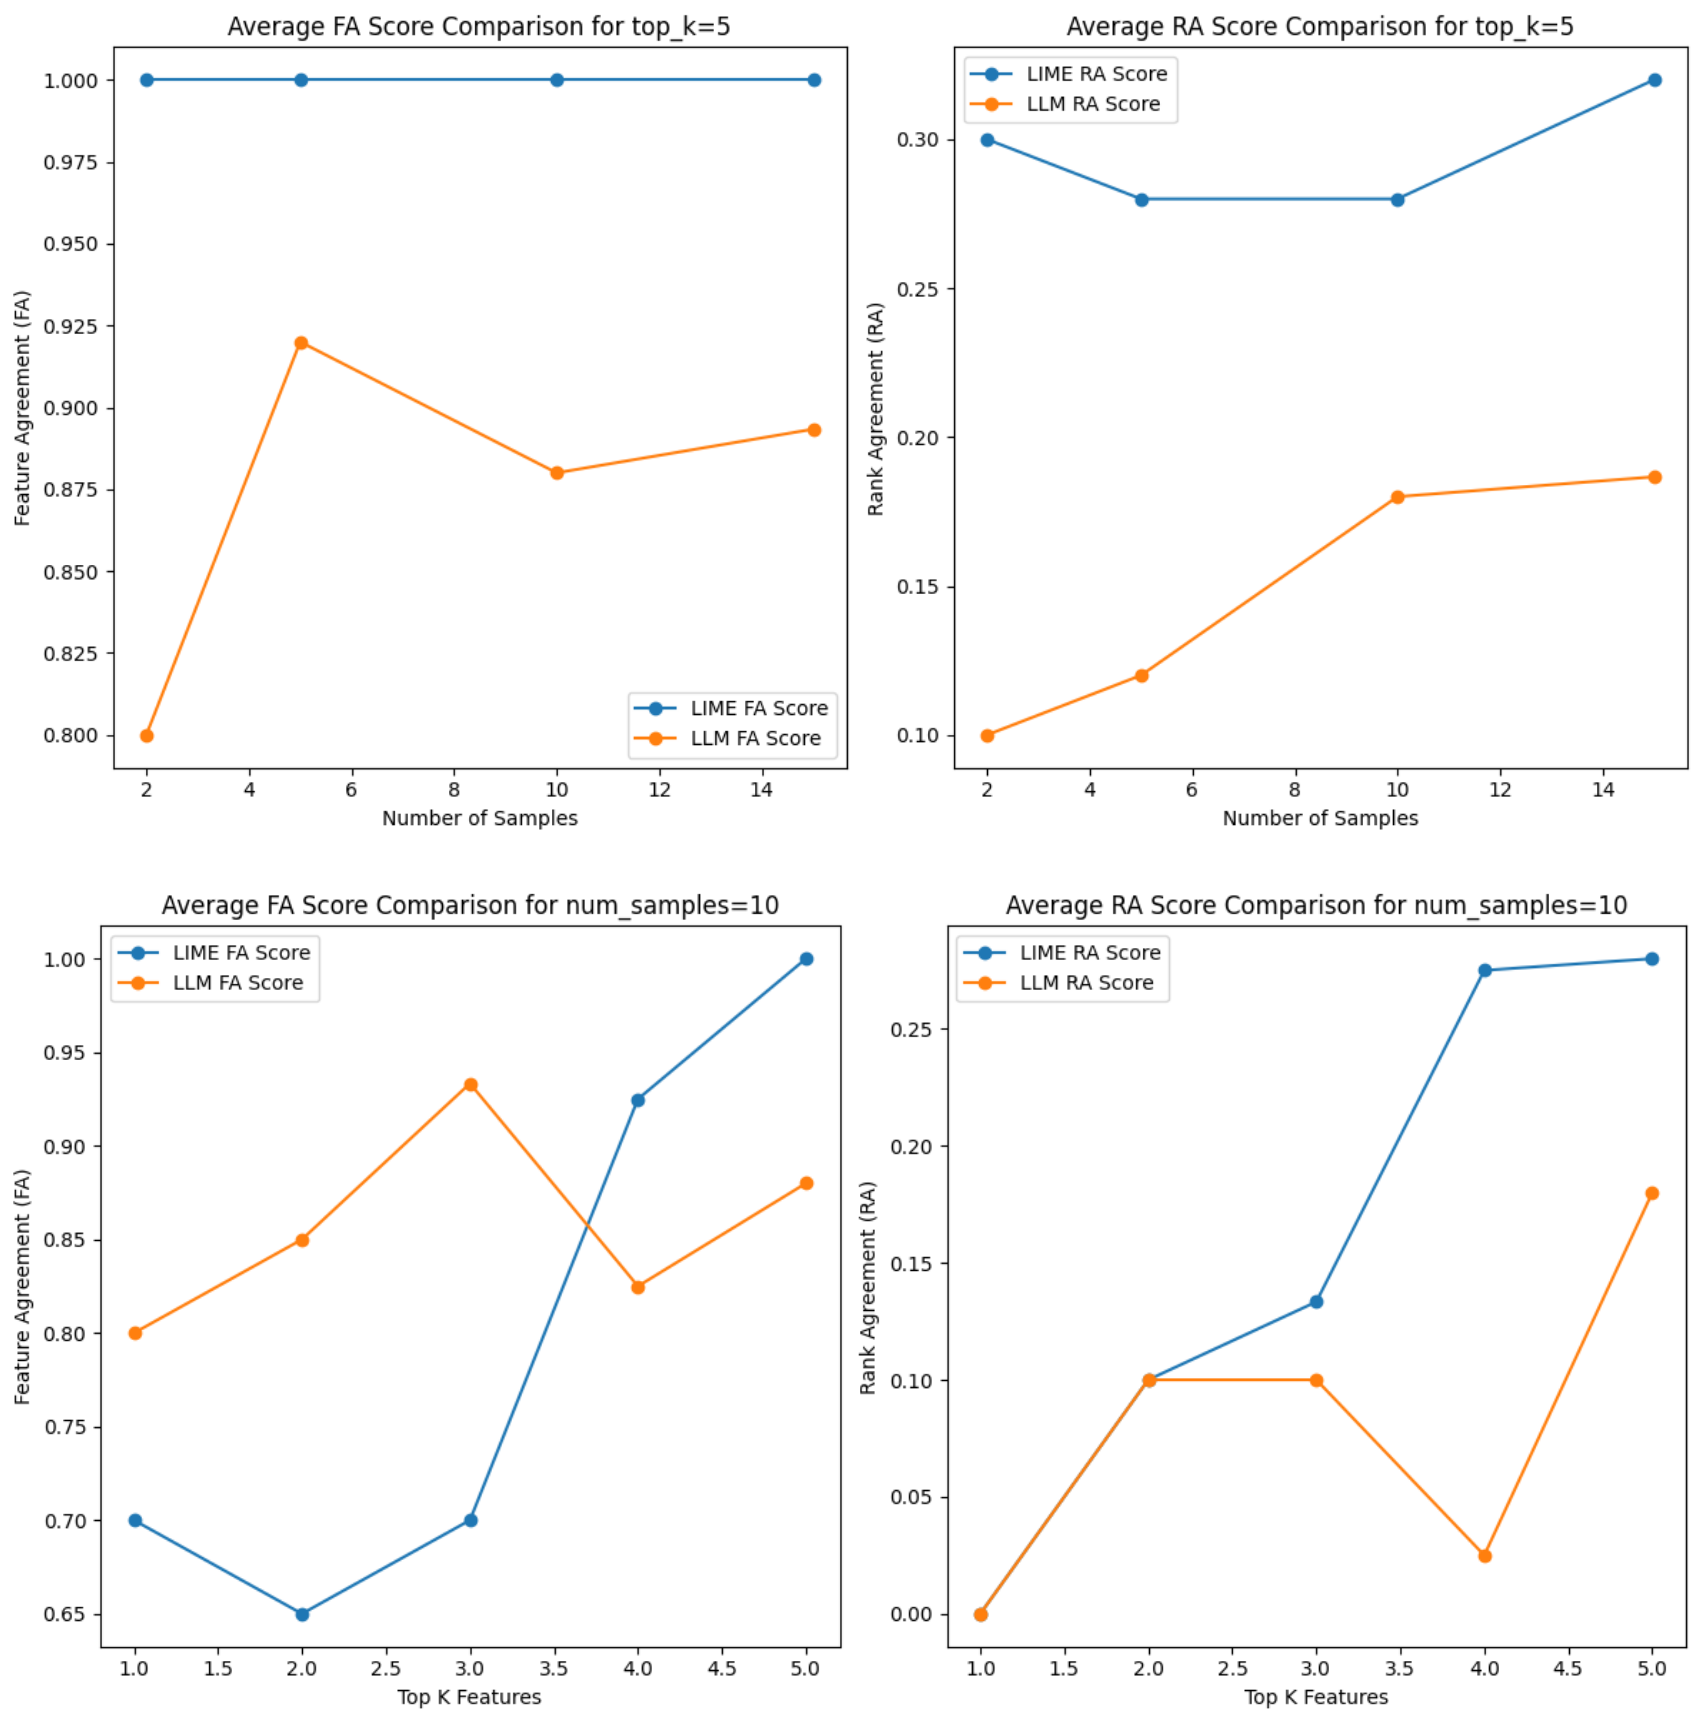 Average FA Score Comparison for top_k=5
1.000
0.975
0.950
0.925
0.900
0.875
0.850
0.825
0.800
Feature Agreement (FA)
LIME FA Score
LLM FA Score
2 4 6 8 10 12 14
Number of Samples
Average RA Score Comparison for top_k=5
LIME RA Score
LLM RA Score
0.30
0.25
0.20
0.15
0.10
Rank Agreement (RA)
2 4 6 8 10 12 14
Number of Samples
Average FA Score Comparison for num_samples=10
LIME FA Score
LLM FA Score
1.00
0.95
0.90
0.85
0.80
0.75
0.70
0.65
Feature Agreement (FA)
1.0 1.5 2.0 2.5 3.0 3.5 4.0 4.5 5.0
Top K Features
Average RA Score Comparison for num_samples=10
LIME RA Score
LLM RA Score
0.25
0.20
0.15
0.10
0.05
0.00
Rank Agreement (RA)
1.0 1.5 2.0 2.5 3.0 3.5 4.0 4.5 5.0
Top K Features